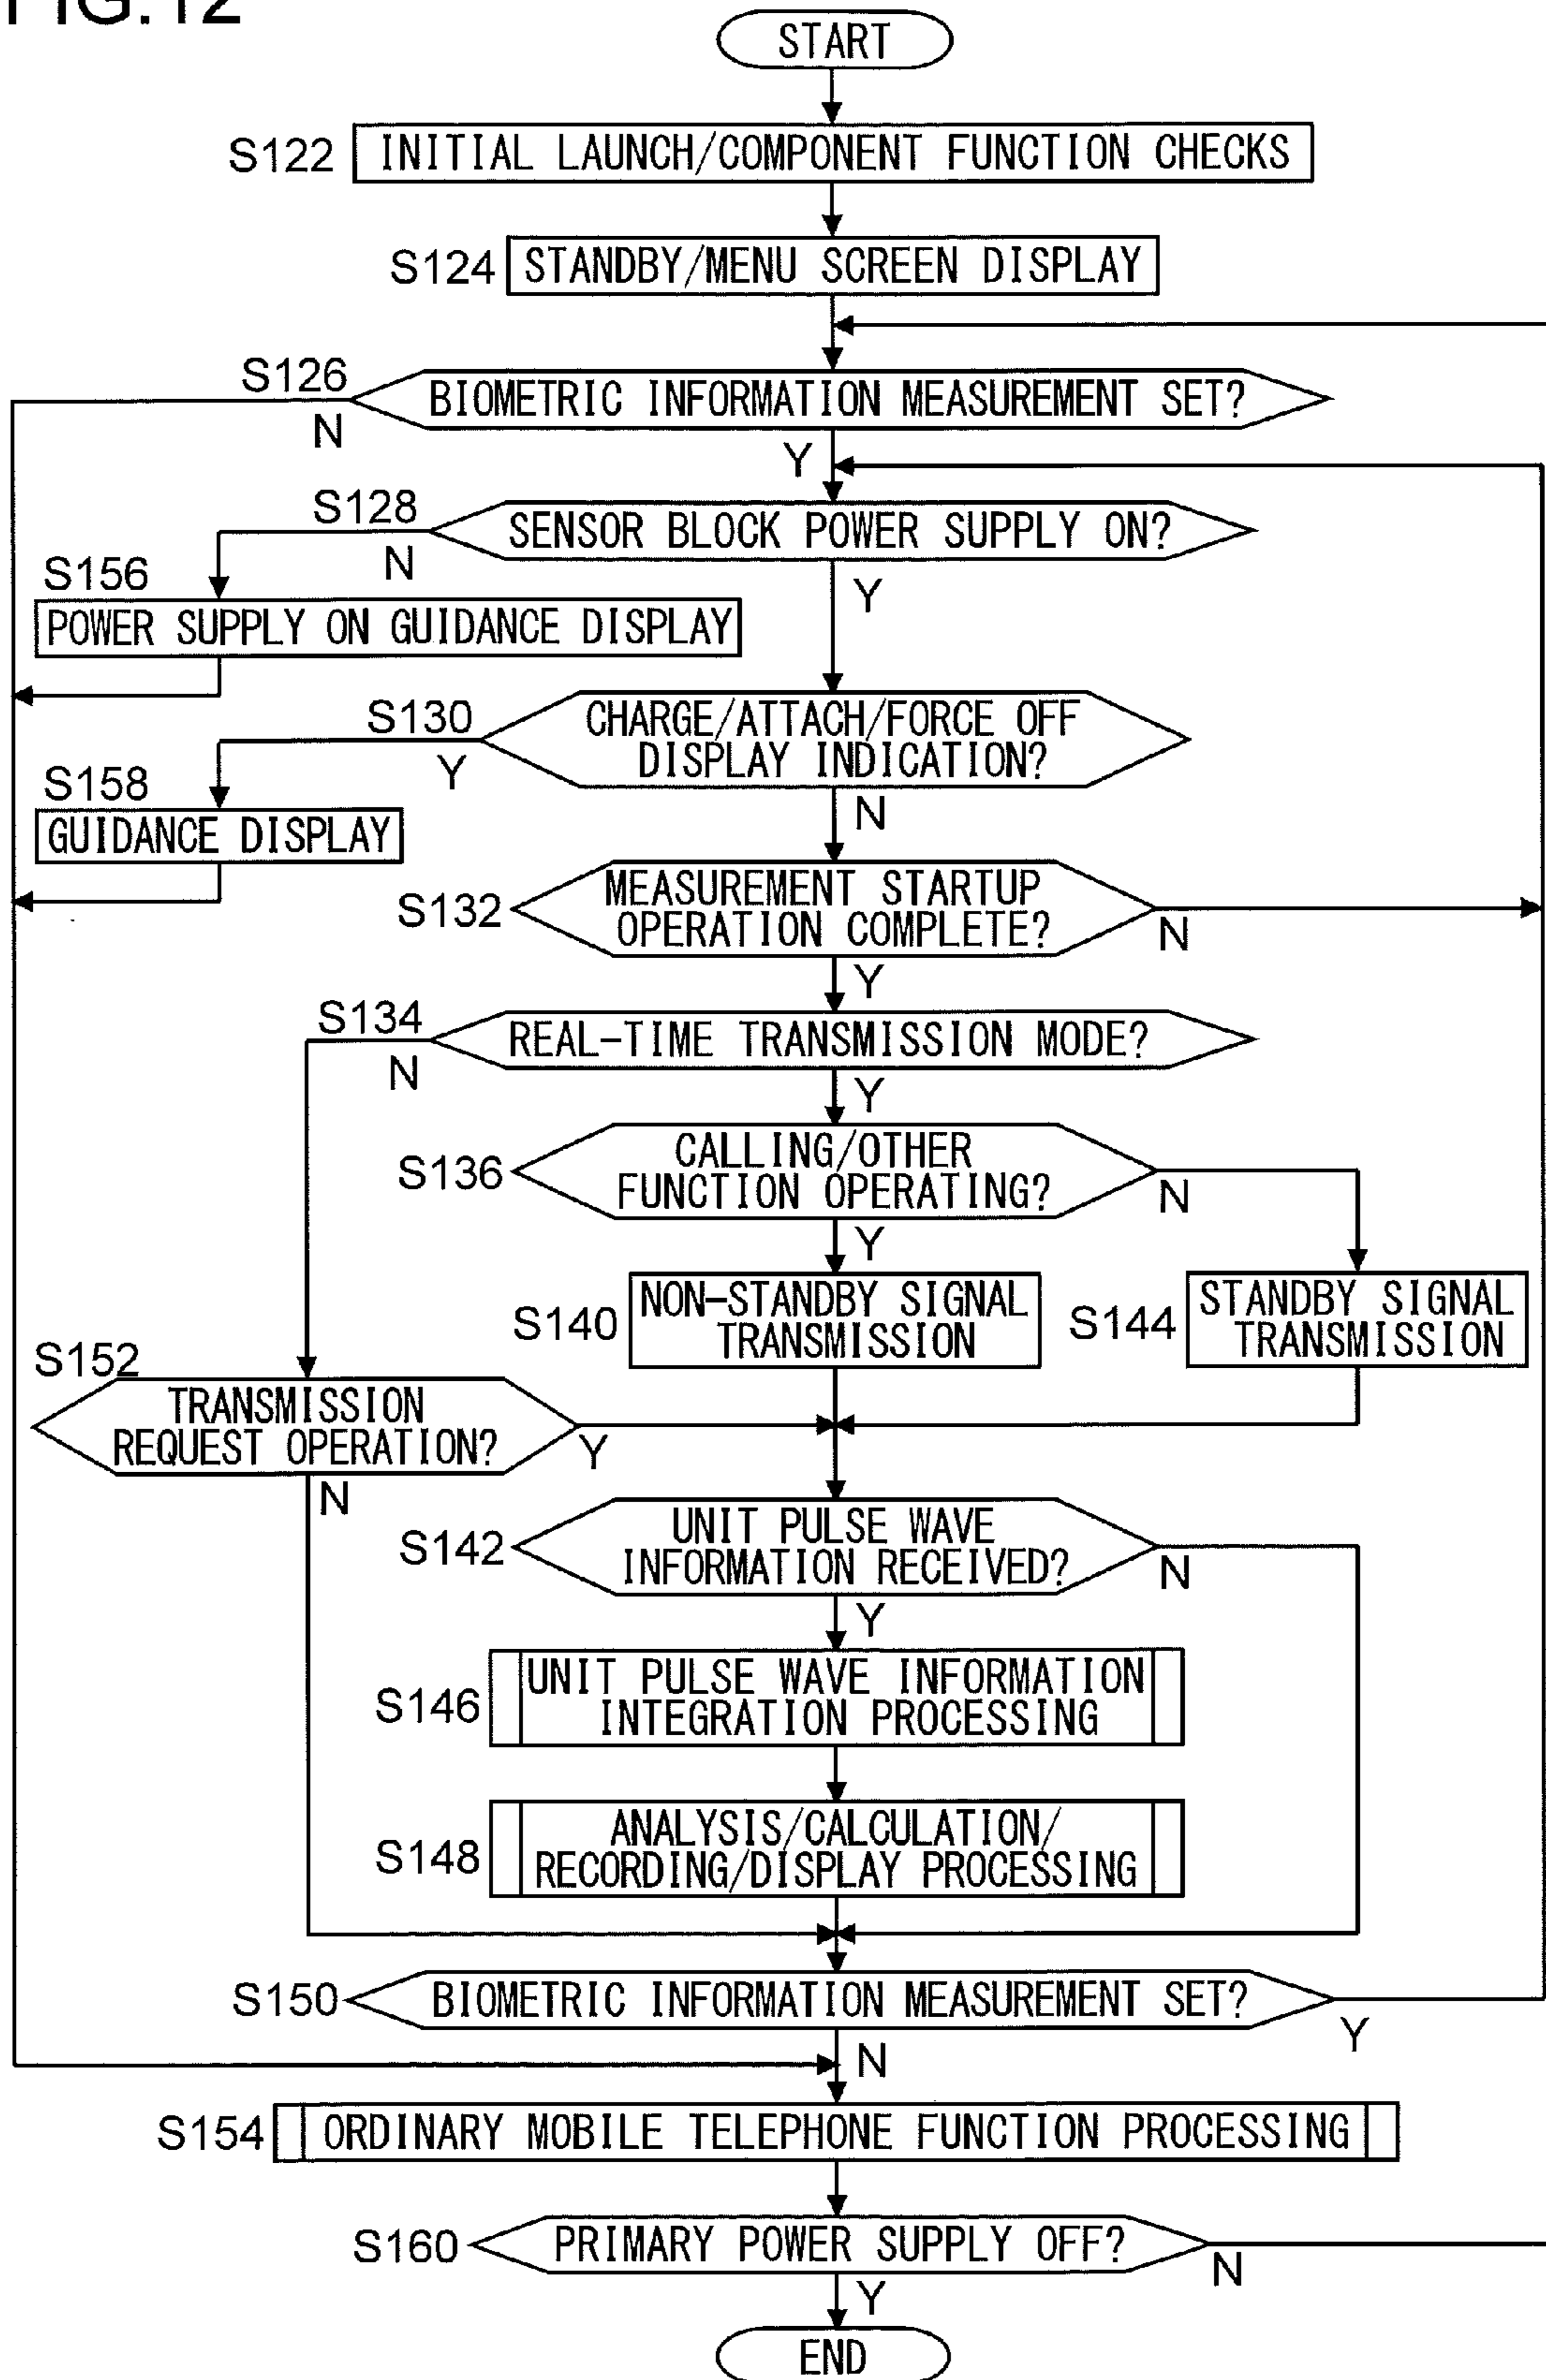 FIG.12
START
S122 INITIAL LAUNCH/COMPONENT FUNCTION CHECKS
S124 STANDBY/MENU SCREEN DISPLAY
S126 BIOMETRIC INFORMATION MEASUREMENT SET?
N
Y
S128 SENSOR BLOCK POWER SUPPLY ON?
N
Y
S156
POWER SUPPLY ON GUIDANCE DISPLAY
S130 CHARGE/ATTACH/FORCE OFF
DISPLAY INDICATION?
Y
N
S158
GUIDANCE DISPLAY
S132 MEASUREMENT STARTUP
OPERATION COMPLETE?
N
Y
S134 REAL-TIME TRANSMISSION MODE?
N
Y
S136 CALLING/OTHER
FUNCTION OPERATING?
N
Y
S140 NON-STANDBY SIGNAL
TRANSMISSION
S144 STANDBY SIGNAL
TRANSMISSION
S152
TRANSMISSION
REQUEST OPERATION?
Y
N
S142 UNIT PULSE WAVE
INFORMATION RECEIVED?
N
Y
S146 UNIT PULSE WAVE INFORMATION
INTEGRATION PROCESSING
S148 ANALYSIS/CALCULATION/
RECORDING/DISPLAY PROCESSING
S150 BIOMETRIC INFORMATION MEASUREMENT SET?
Y
N
S154 ORDINARY MOBILE TELEPHONE FUNCTION PROCESSING
S160 PRIMARY POWER SUPPLY OFF?
N
Y
END